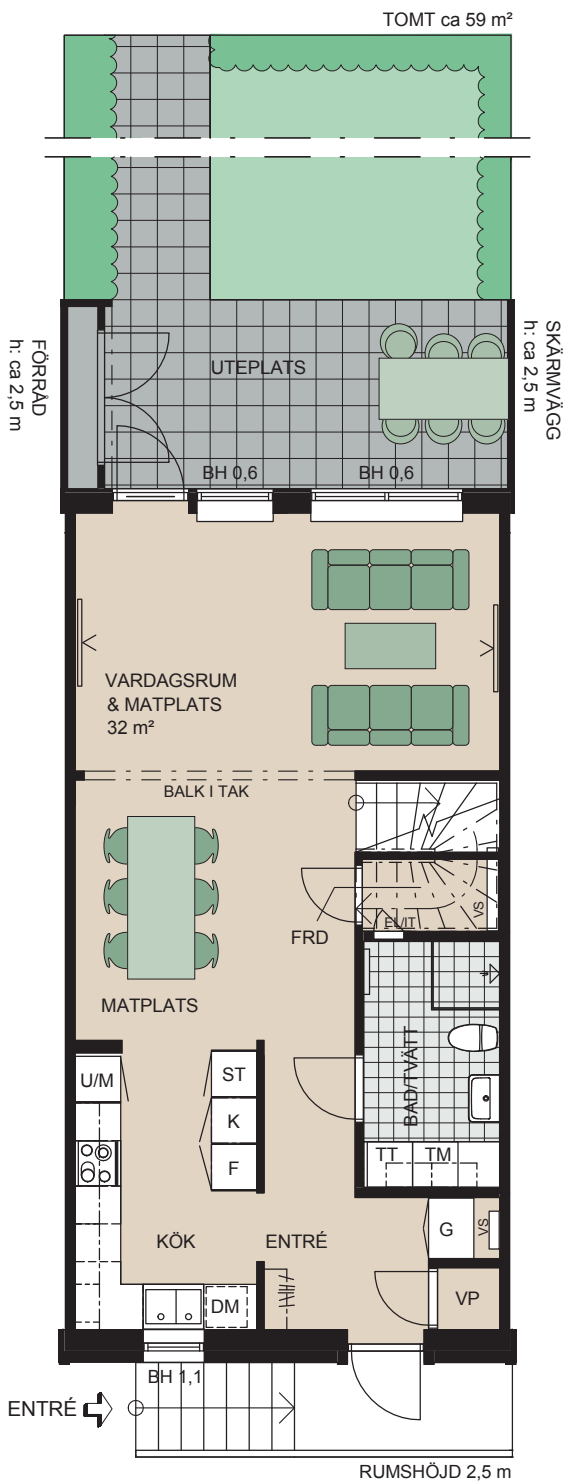 TOMT ca 59 m²
FÖRRÅD
h: ca 2,5 m
UTEPLATS
SKÄRMVÄGG
h: ca 2,5 m
BH 0,6
BH 0,6
VARDAGSRUM
& MATPLATS
32 m²
BALK I TAK
VS
EL/IT
FRD
MATPLATS
BAD/TVÄTT
U/M
ST
K
F
TT
TM
KÖK
ENTRÉ
G
VS
DM
VP
BH 1,1
ENTRÉ
RUMSHÖJD 2,5 m